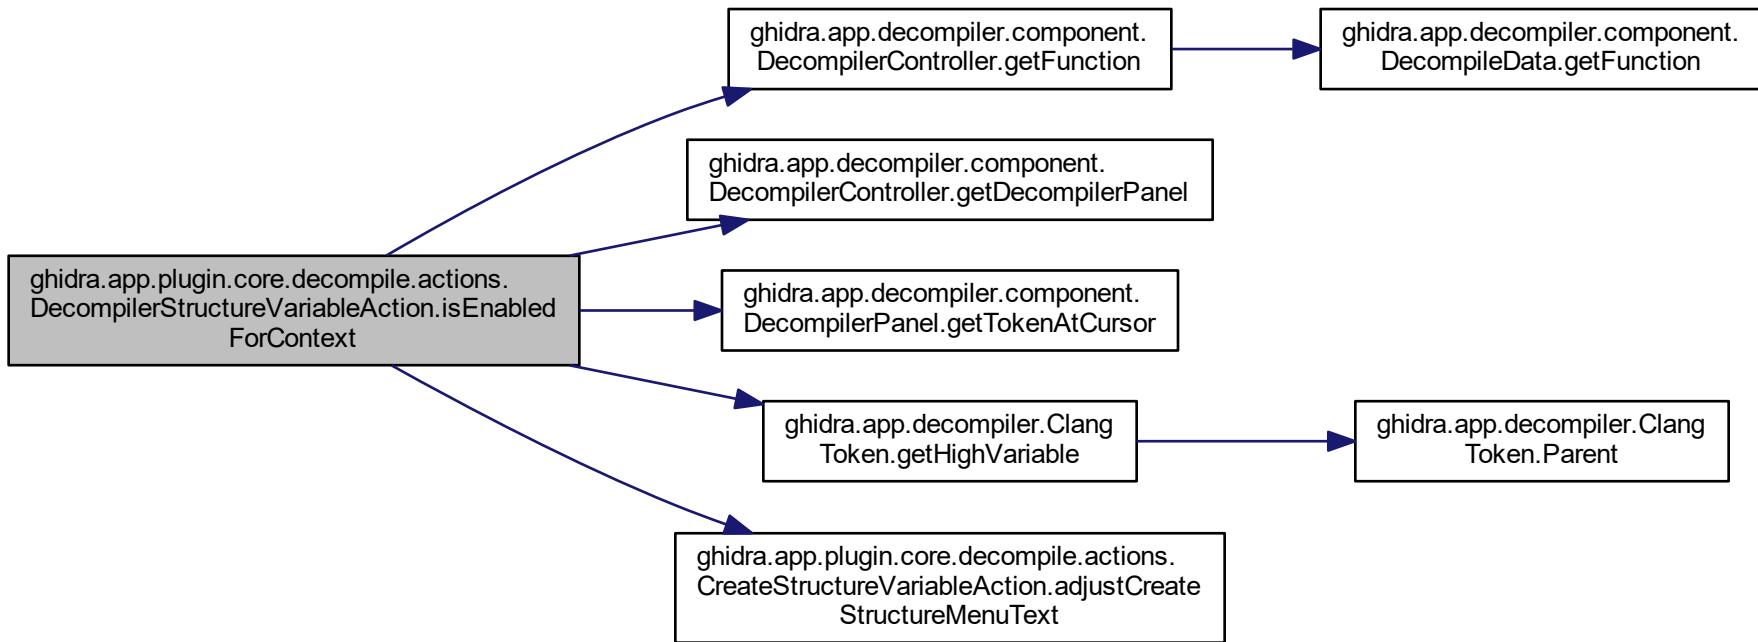 ghidra.app.decompiler.component.
DecompilerController.getFunction
ghidra.app.decompiler.component.
DecompileData.getFunction
ghidra.app.decompiler.component.
DecompilerController.getDecompilerPanel
ghidra.app.plugin.core.decompile.actions.
DecompilerStructureVariableAction.isEnabled
ForContext
ghidra.app.decompiler.component.
DecompilerPanel.getTokenAtCursor
ghidra.app.decompiler.Clang
Token.getHighVariable
ghidra.app.decompiler.Clang
Token.Parent
ghidra.app.plugin.core.decompile.actions.
CreateStructureVariableAction.adjustCreate
StructureMenuText